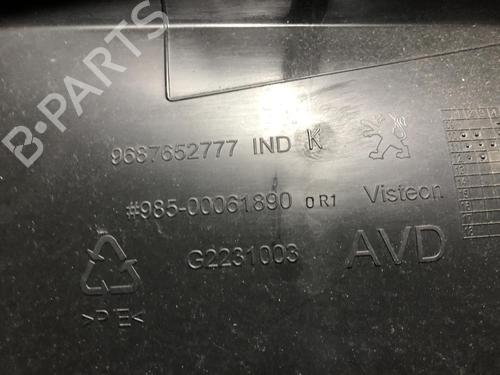 B-PARTS
9687652777 IND K
#985-00061890 0R1 Visteon
G2231003 AVD
>PE<